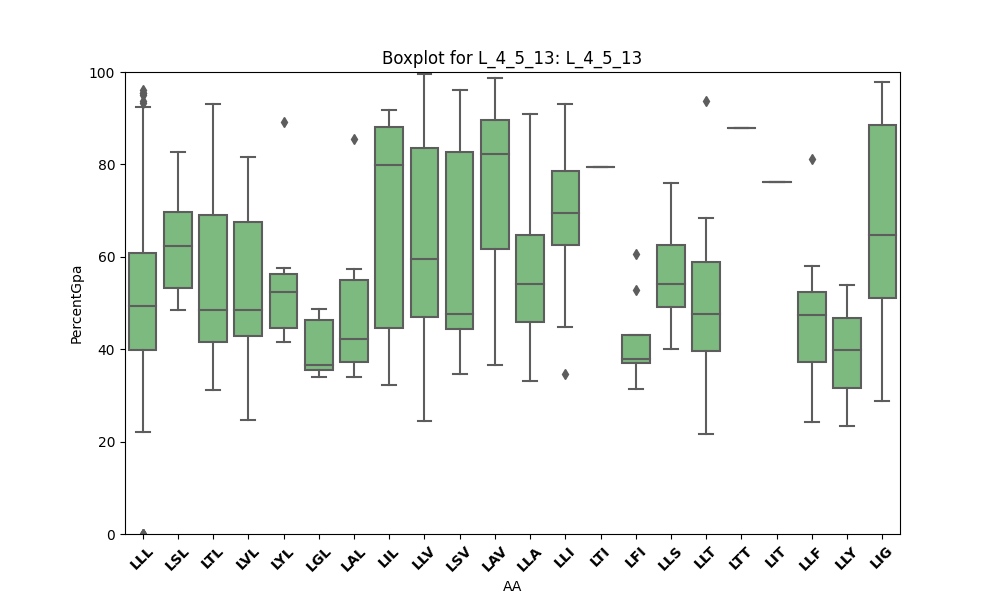 Boxplot for L_4_5_13: L_4_5_13
PercentGpa
100
80
60
40
20
0
LLL LSL LTL LVL LYL LGL LAL LIL LLV LSV LAV LLA LLI LTI LFI LLS LLT LTT LIT LLF LLY LIG
AA